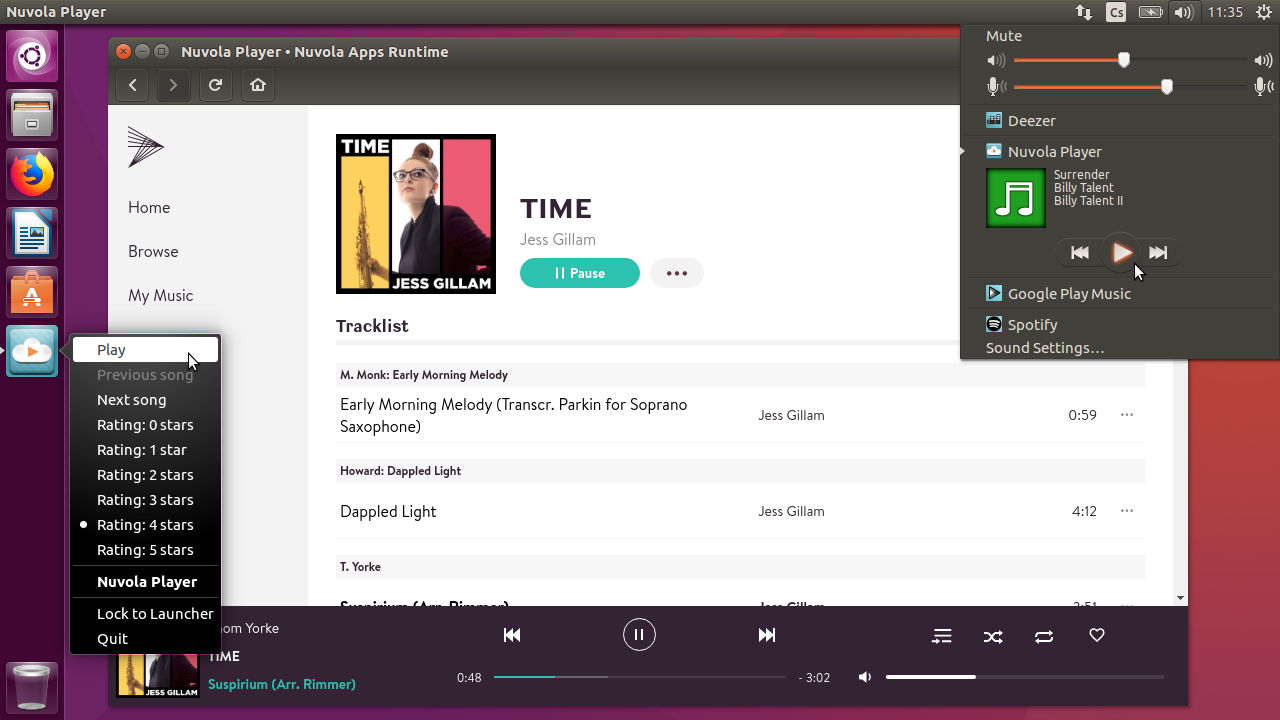 Nuvola Player
Cs
11:35
Nuvola Player • Nuvola Apps Runtime
Mute
Deezer
Nuvola Player
Surrender
Billy Talent
Billy Talent II
Google Play Music
Spotify
Sound Settings…
Home
Browse
My Music
TIME
JESS GILLAM
TIME
Jess Gillam
Pause
Tracklist
M. Monk: Early Morning Melody
Early Morning Melody (Transcr. Parkin for Soprano
Saxophone)
Jess Gillam
0:59
Howard: Dappled Light
Dappled Light
Jess Gillam
4:12
T. Yorke
Suspirium (Arr. Rimmer)
Jess Gillam
3:51
Play
Previous song
Next song
Rating: 0 stars
Rating: 1 star
Rating: 2 stars
Rating: 3 stars
Rating: 4 stars
Rating: 5 stars
Nuvola Player
Lock to Launcher
Quit
hom Yorke
TIME
Suspirium (Arr. Rimmer)
JESS GILLAM
0:48
- 3:02